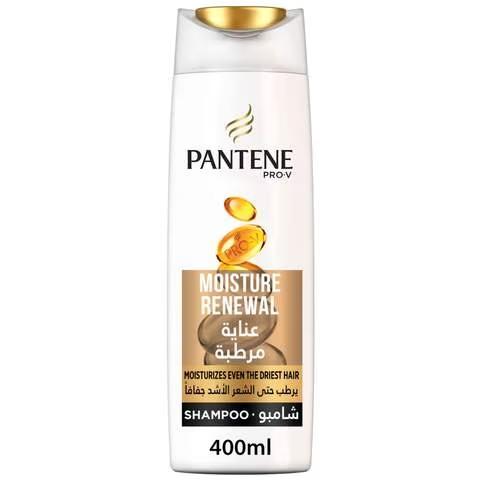 PANTENE
PRO-V
PRO-V
MOISTURE
RENEWAL
عناية
مرطبة
MOISTURIZES EVEN THE DRIEST HAIR
يرطب حتى الشعر الأشد جفافاً
SHAMPOO • شامبو
400ml